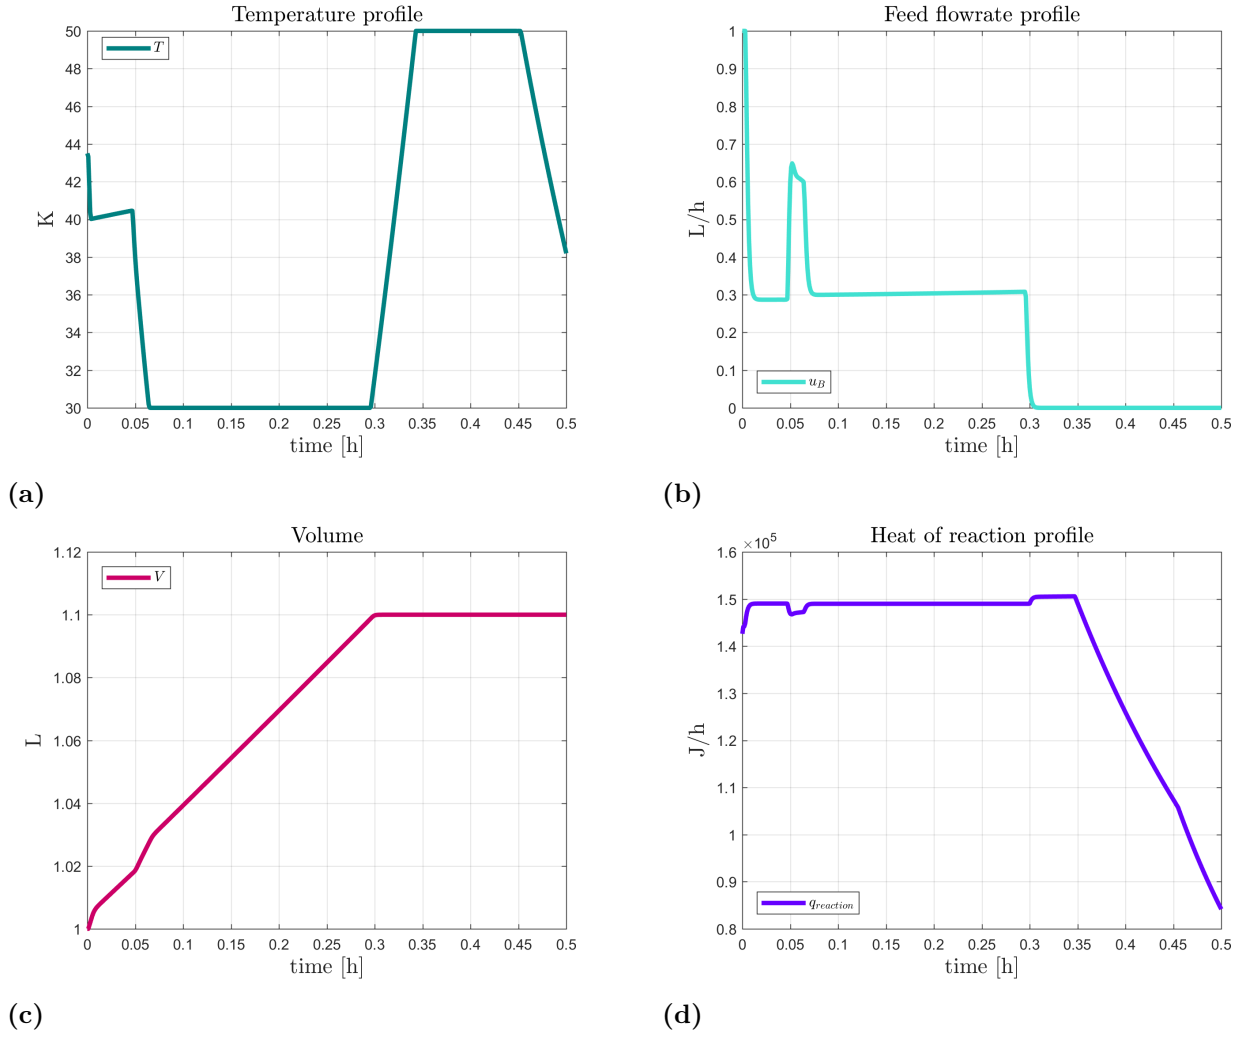 Temperature profile
50
48
46
44
42
40
38
36
34
32
30
K
T
0 0.05 0.1 0.15 0.2 0.25 0.3 0.35 0.4 0.45 0.5
time [h]
(a)
Feed flowrate profile
1
0.9
0.8
0.7
0.6
0.5
0.4
0.3
0.2
0.1
0
L/h
u_B
0 0.05 0.1 0.15 0.2 0.25 0.3 0.35 0.4 0.45 0.5
time [h]
(b)
Volume
1.12
1.1
1.08
1.06
1.04
1.02
1
L
V
0 0.05 0.1 0.15 0.2 0.25 0.3 0.35 0.4 0.45 0.5
time [h]
(c)
Heat of reaction profile
×10⁵
1.6
1.5
1.4
1.3
1.2
1.1
1
0.9
0.8
J/h
q_reaction
0 0.05 0.1 0.15 0.2 0.25 0.3 0.35 0.4 0.45 0.5
time [h]
(d)